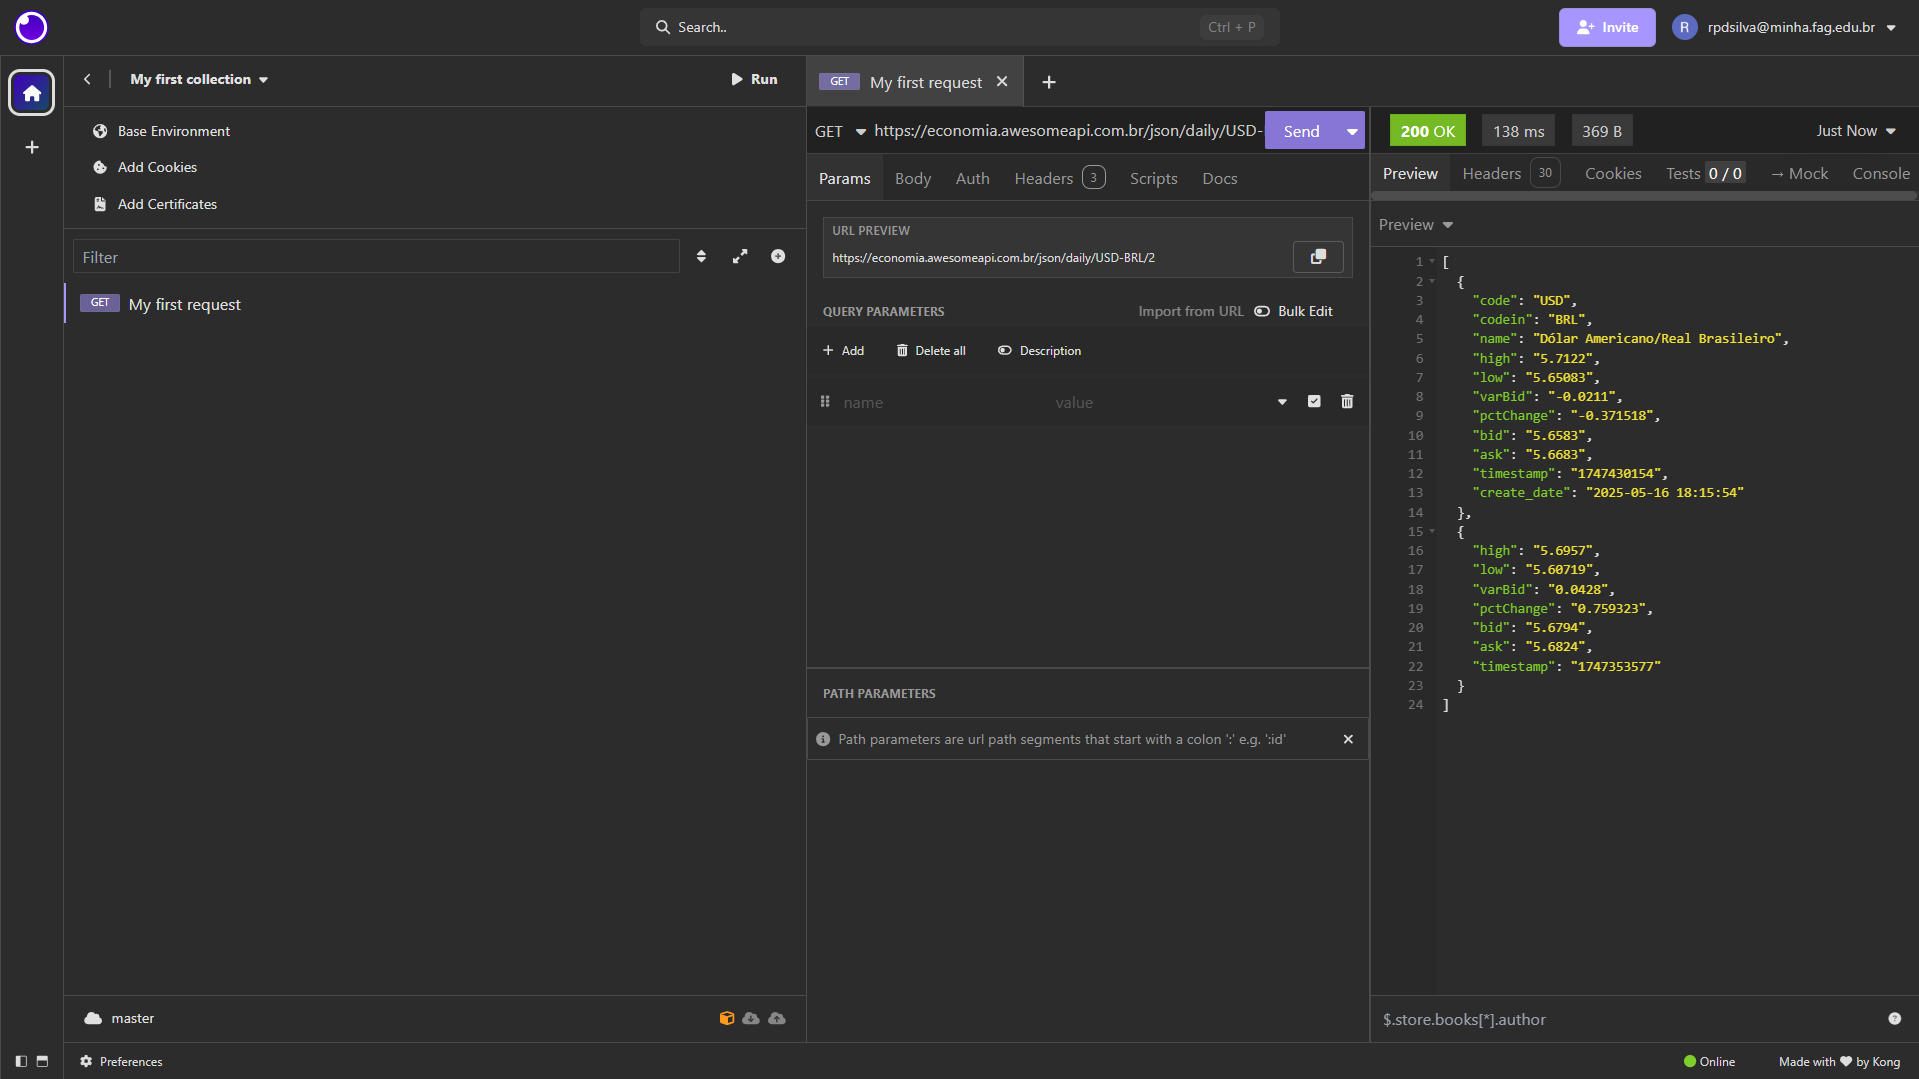 Search..
Ctrl + P
Invite
R
rpdsilva@minha.fag.edu.br
My first collection
Run
Base Environment
Add Cookies
Add Certificates
Filter
GET My first request
master
Preferences
GET My first request
GET https://economia.awesomeapi.com.br/json/daily/USD-
Send
Params Body Auth Headers 3 Scripts Docs
URL PREVIEW
https://economia.awesomeapi.com.br/json/daily/USD-BRL/2
QUERY PARAMETERS Import from URL Bulk Edit
+ Add Delete all Description
name value
PATH PARAMETERS
Path parameters are url path segments that start with a colon ':' e.g. ':id'
200 OK 138 ms 369 B Just Now
Preview Headers 30 Cookies Tests 0 / 0 → Mock Console
Preview
1 [
2 {
3 "code": "USD",
4 "codein": "BRL",
5 "name": "Dólar Americano/Real Brasileiro",
6 "high": "5.7122",
7 "low": "5.65083",
8 "varBid": "-0.0211",
9 "pctChange": "-0.371518",
10 "bid": "5.6583",
11 "ask": "5.6683",
12 "timestamp": "1747430154",
13 "create_date": "2025-05-16 18:15:54"
14 },
15 {
16 "high": "5.6957",
17 "low": "5.60719",
18 "varBid": "0.0428",
19 "pctChange": "0.759323",
20 "bid": "5.6794",
21 "ask": "5.6824",
22 "timestamp": "1747353577"
23 }
24 ]
$.store.books[*].author
Online
Made with ♥ by Kong